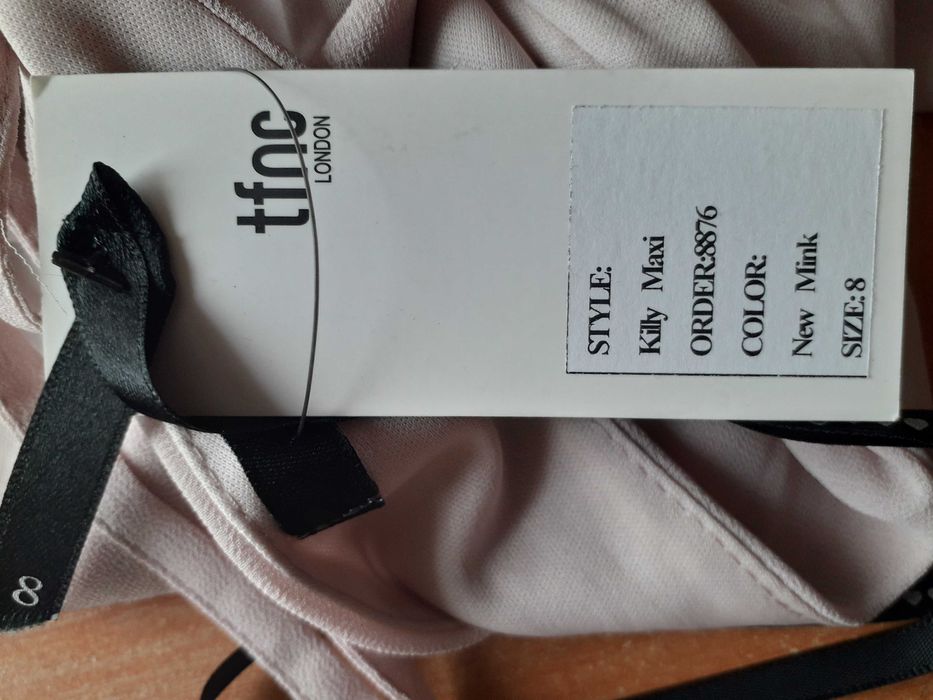 tfnc
LONDON
STYLE:
Killy Maxi
ORDER:8876
COLOR:
New Mink
SIZE: 8
8